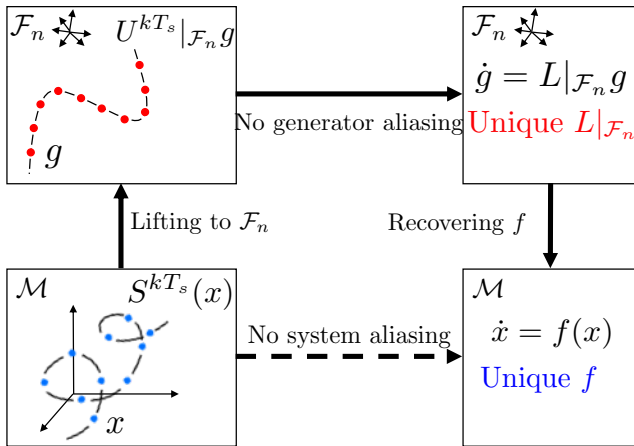 $\mathcal{F}_n$
$U^{kT_s}|_{\mathcal{F}_n} g$
$g$
No generator aliasing
$\mathcal{F}_n$
$\dot{g} = L|_{\mathcal{F}_n} g$
Unique $L|_{\mathcal{F}_n}$
Lifting to $\mathcal{F}_n$
Recovering $f$
$\mathcal{M}$
$S^{kT_s}(x)$
$x$
No system aliasing
$\mathcal{M}$
$\dot{x} = f(x)$
Unique $f$